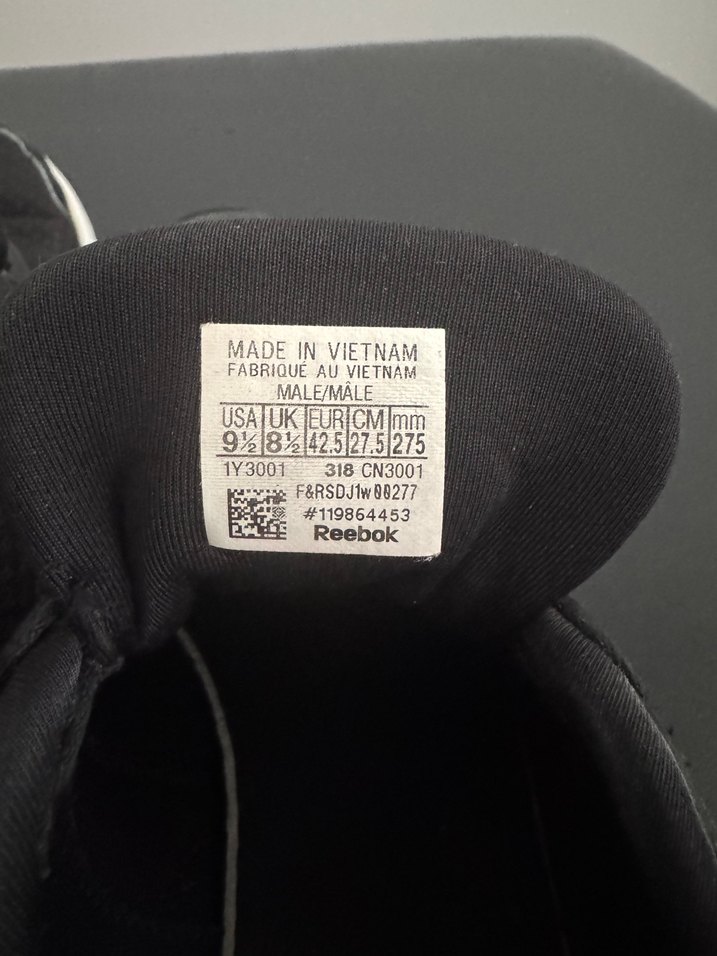 MADE IN VIETNAM
FABRIQUÉ AU VIETNAM
MALE/MÂLE
USA UK EUR CM mm
9½ 8½ 42.5 27.5 275
1Y3001 318 CN3001
F&RSDJ1w00277
#119864453
Reebok